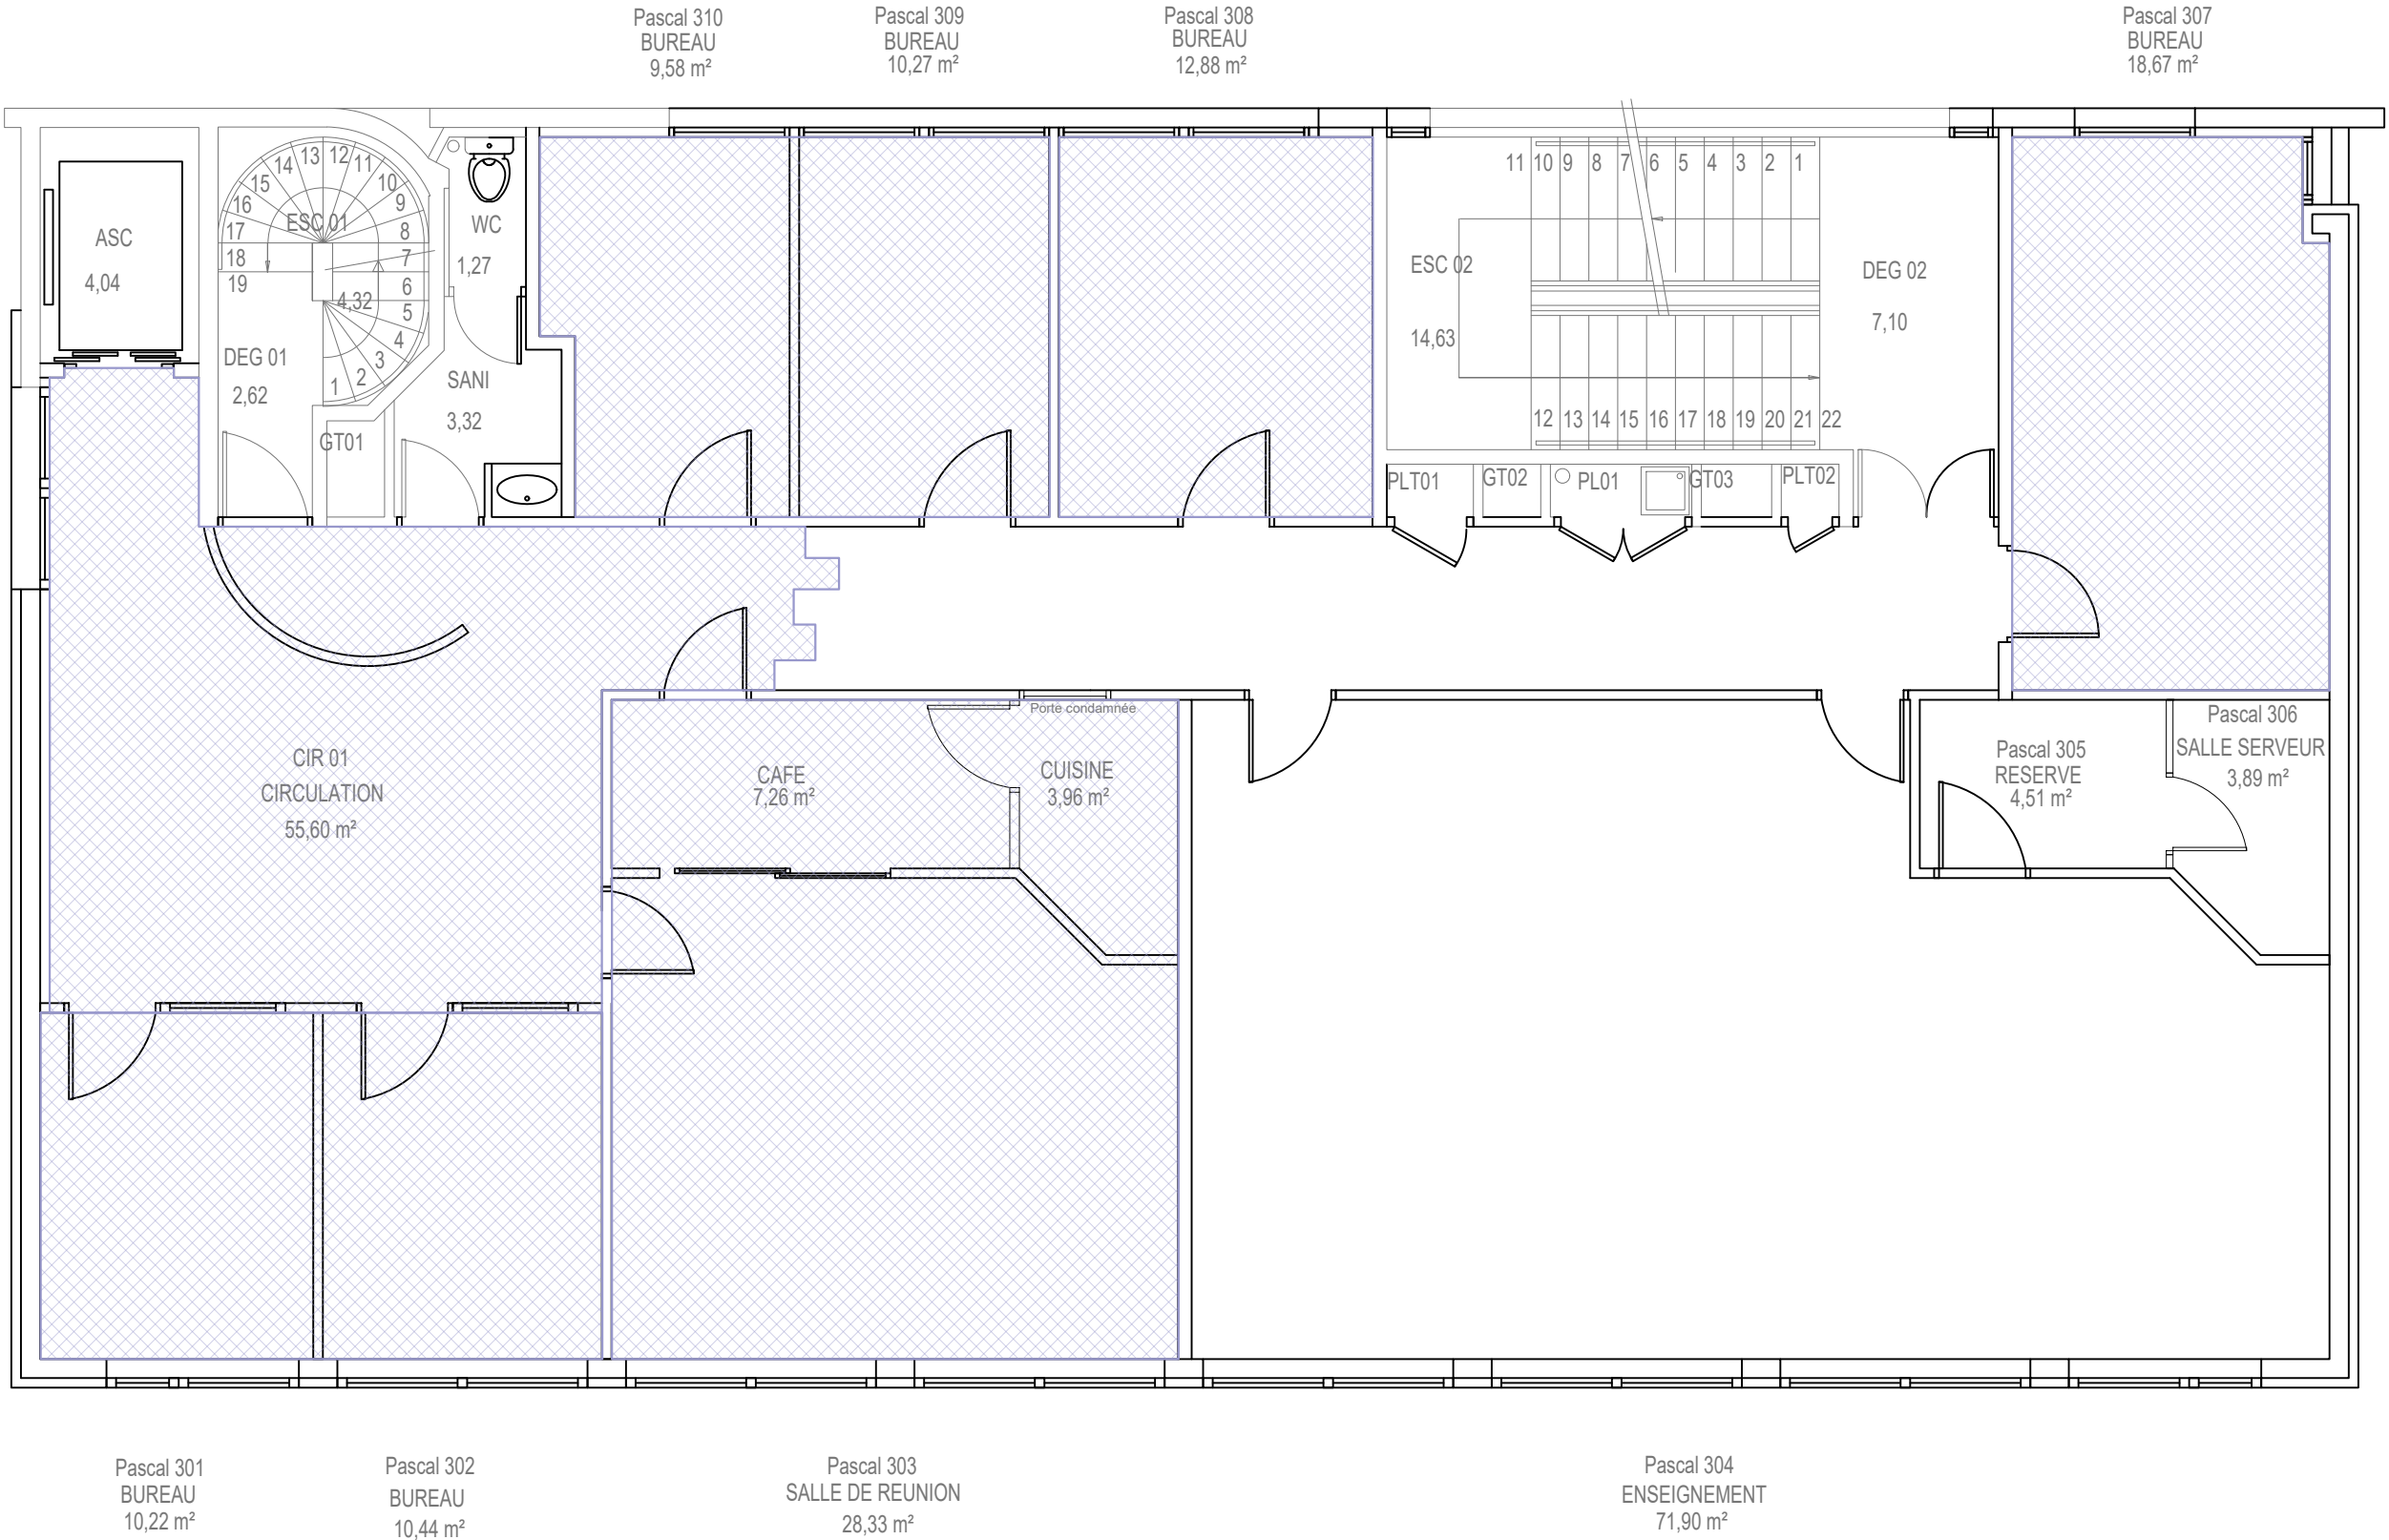 Pascal 310
BUREAU
9,58 m²
Pascal 309
BUREAU
10,27 m²
Pascal 308
BUREAU
12,88 m²
Pascal 307
BUREAU
18,67 m²
ASC
4,04
ESC 01
4,32
1
2
3
4
5
6
7
8
9
10
11
12
13
14
15
16
17
18
19
DEG 01
2,62
GT01
WC
1,27
SANI
3,32
11 10 9 8 7 6 5 4 3 2 1
ESC 02
14,63
12 13 14 15 16 17 18 19 20 21 22
DEG 02
7,10
PLT01
GT02
PL01
GT03
PLT02
CIR 01
CIRCULATION
55,60 m²
CAFE
7,26 m²
Porte condamnée
CUISINE
3,96 m²
Pascal 305
RESERVE
4,51 m²
Pascal 306
SALLE SERVEUR
3,89 m²
Pascal 301
BUREAU
10,22 m²
Pascal 302
BUREAU
10,44 m²
Pascal 303
SALLE DE REUNION
28,33 m²
Pascal 304
ENSEIGNEMENT
71,90 m²